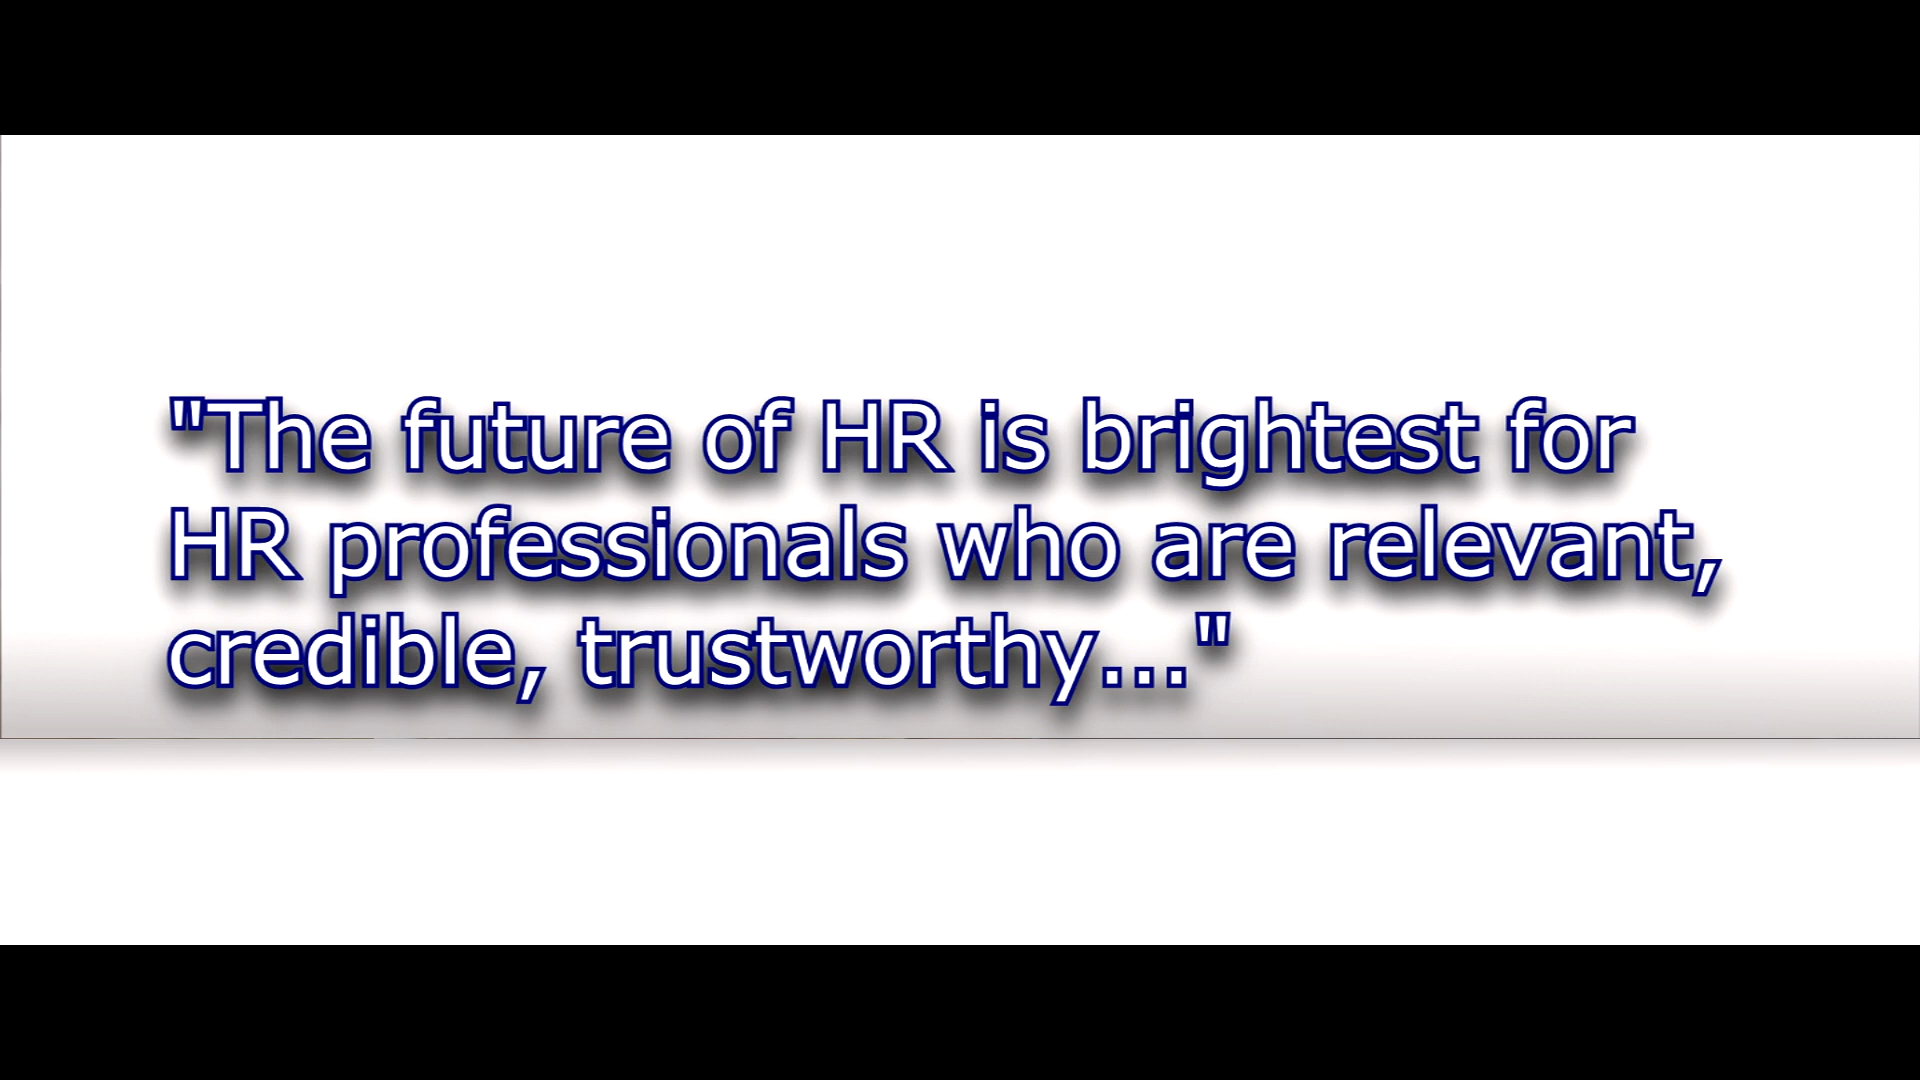 "The future of HR is brightest for
HR professionals who are relevant,
credible, trustworthy..."